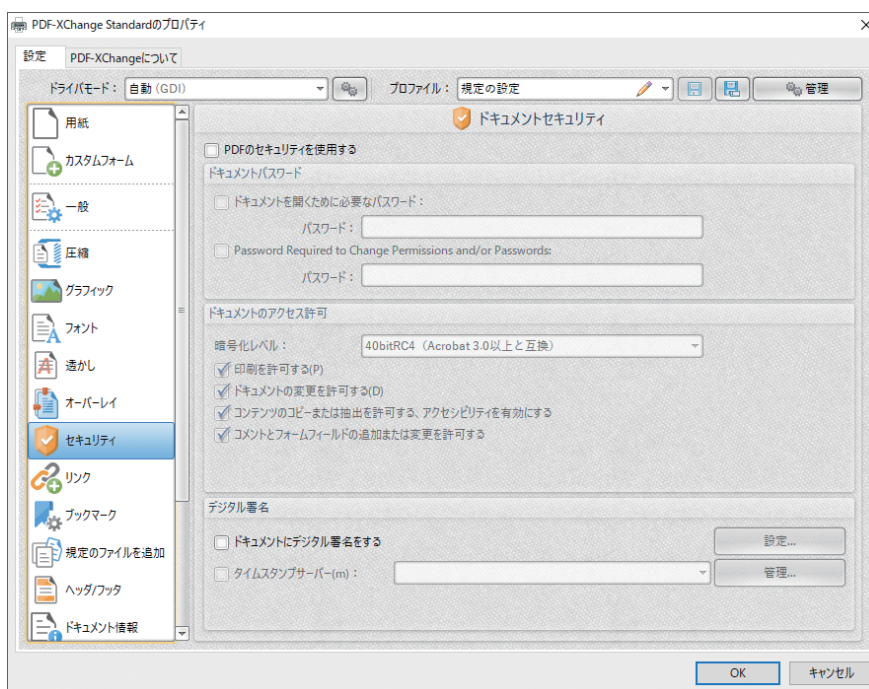 PDF-XChange Standardのプロパティ
設定 PDF-XChangeについて
ドライバモード： 自動 (GDI) プロファイル： 規定の設定 管理
用紙
カスタムフォーム
一般
圧縮
グラフィック
フォント
透かし
オーバーレイ
セキュリティ
リンク
ブックマーク
規定のファイルを追加
ヘッダ/フッタ
ドキュメント情報
ドキュメントセキュリティ
PDFのセキュリティを使用する
ドキュメントパスワード
ドキュメントを開くために必要なパスワード：
パスワード：
Password Required to Change Permissions and/or Passwords:
パスワード：
ドキュメントのアクセス許可
暗号化レベル： 40bitRC4（Acrobat 3.0以上と互換）
印刷を許可する(P)
ドキュメントの変更を許可する(D)
コンテンツのコピーまたは抽出を許可する、アクセシビリティを有効にする
コメントとフォームフィールドの追加または変更を許可する
デジタル署名
ドキュメントにデジタル署名をする 設定...
タイムスタンプサーバー(m)： 管理...
OK キャンセル